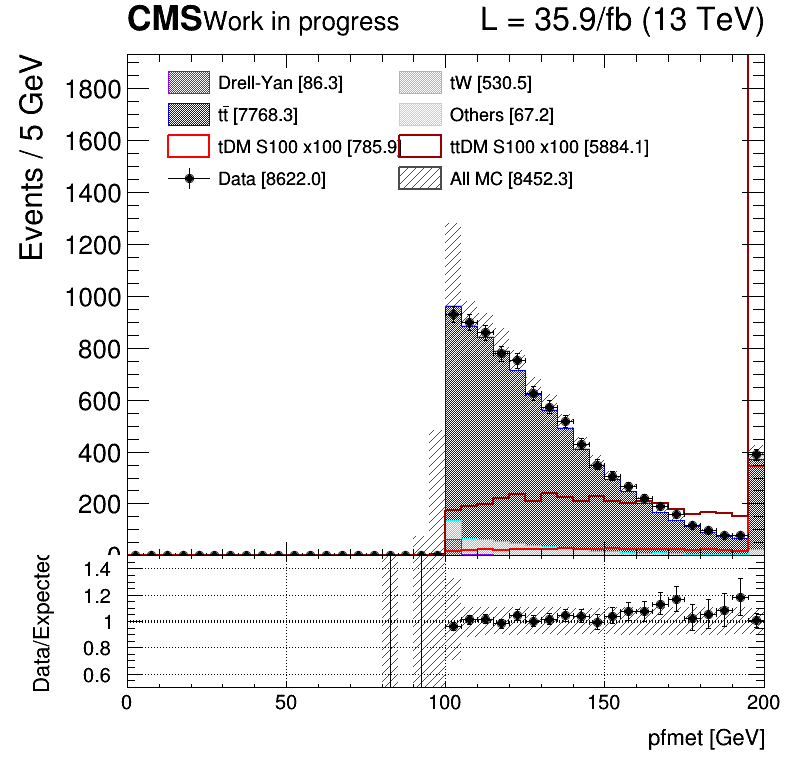 CMS Work in progress L = 35.9/fb (13 TeV)
Events / 5 GeV
1800
1600
1400
1200
1000
800
600
400
200
0
Drell-Yan [86.3] tW [530.5]
tt̄ [7768.3] Others [67.2]
tDM S100 x100 [785.9] ttDM S100 x100 [5884.1]
Data [8622.0] All MC [8452.3]
Data/Expected
1.4
1.2
1
0.8
0.6
0 50 100 150 200
pfmet [GeV]